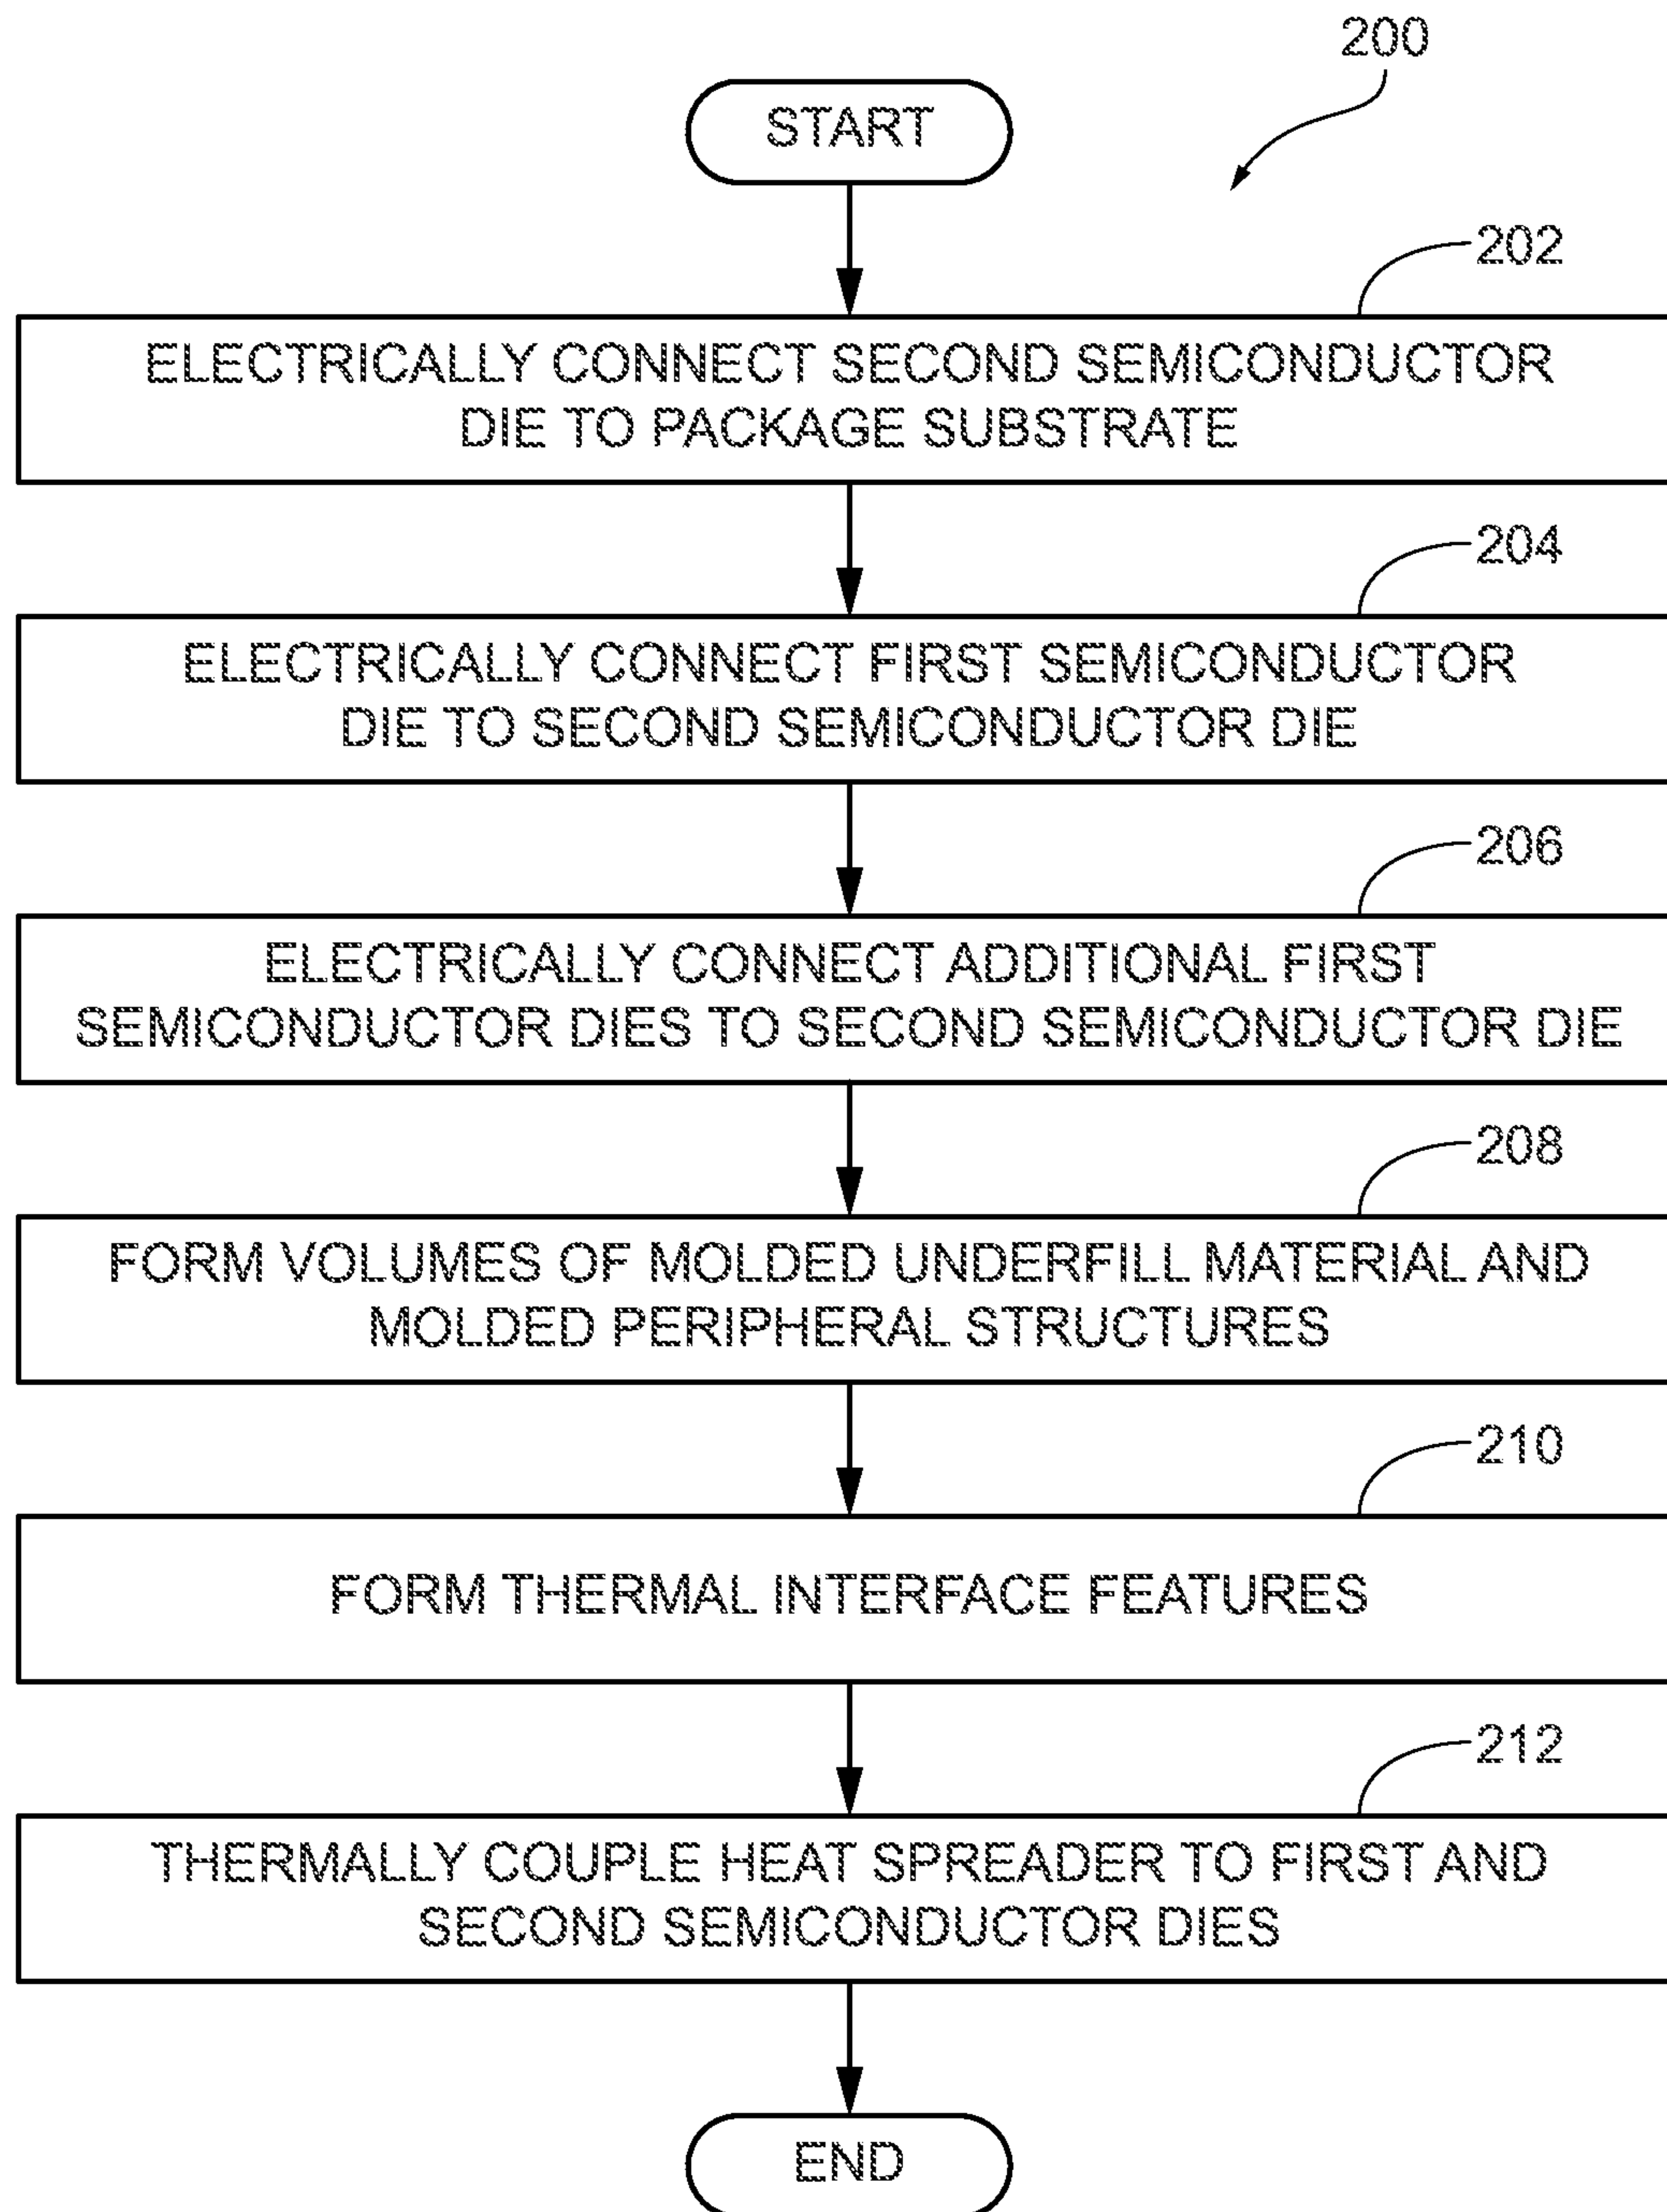 200
START
202
ELECTRICALLY CONNECT SECOND SEMICONDUCTOR
DIE TO PACKAGE SUBSTRATE
204
ELECTRICALLY CONNECT FIRST SEMICONDUCTOR
DIE TO SECOND SEMICONDUCTOR DIE
206
ELECTRICALLY CONNECT ADDITIONAL FIRST
SEMICONDUCTOR DIES TO SECOND SEMICONDUCTOR DIE
208
FORM VOLUMES OF MOLDED UNDERFILL MATERIAL AND
MOLDED PERIPHERAL STRUCTURES
210
FORM THERMAL INTERFACE FEATURES
212
THERMALLY COUPLE HEAT SPREADER TO FIRST AND
SECOND SEMICONDUCTOR DIES
END